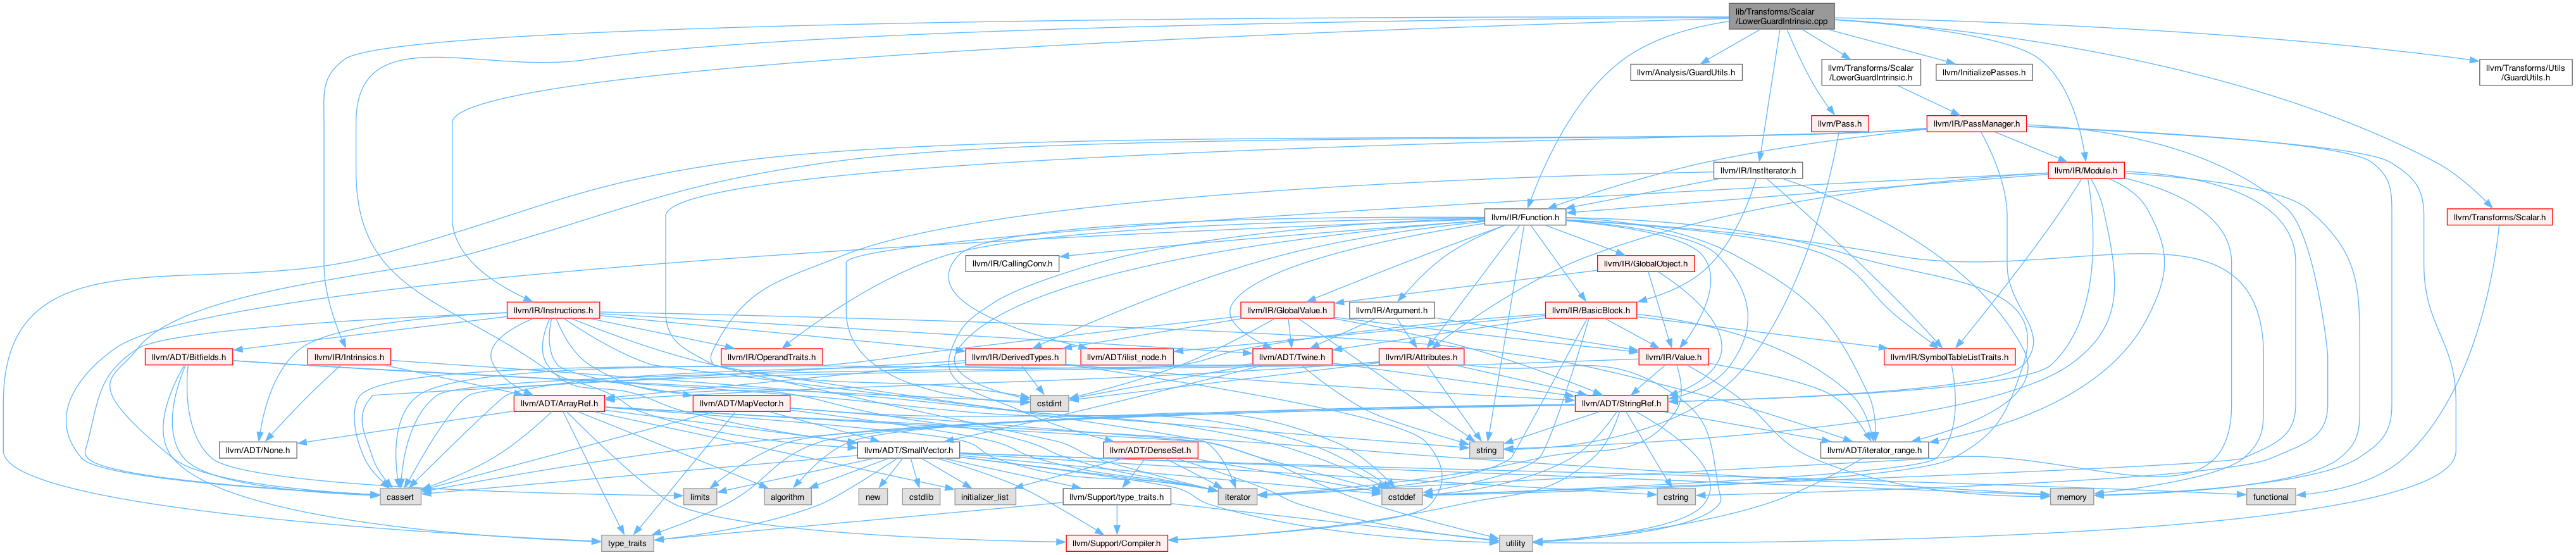 lib/Transforms/Scalar
/LowerGuardIntrinsic.cpp
llvm/Analysis/GuardUtils.h
llvm/Transforms/Scalar
/LowerGuardIntrinsic.h
llvm/InitializePasses.h
llvm/Transforms/Utils
/GuardUtils.h
llvm/Pass.h
llvm/IR/PassManager.h
llvm/IR/InstIterator.h
llvm/IR/Module.h
llvm/IR/Function.h
llvm/Transforms/Scalar.h
llvm/IR/CallingConv.h
llvm/IR/GlobalObject.h
llvm/IR/Instructions.h
llvm/IR/GlobalValue.h
llvm/IR/Argument.h
llvm/IR/BasicBlock.h
llvm/ADT/Bitfields.h
llvm/IR/Intrinsics.h
llvm/IR/OperandTraits.h
llvm/IR/DerivedTypes.h
llvm/ADT/ilist_node.h
llvm/ADT/Twine.h
llvm/IR/Attributes.h
llvm/IR/Value.h
llvm/IR/SymbolTableListTraits.h
llvm/ADT/ArrayRef.h
llvm/ADT/MapVector.h
cstdint
llvm/ADT/StringRef.h
llvm/ADT/None.h
llvm/ADT/SmallVector.h
llvm/ADT/DenseSet.h
string
llvm/ADT/iterator_range.h
cassert
limits
algorithm
new
cstdlib
initializer_list
llvm/Support/type_traits.h
iterator
cstring
cstddef
memory
functional
type_traits
llvm/Support/Compiler.h
utility